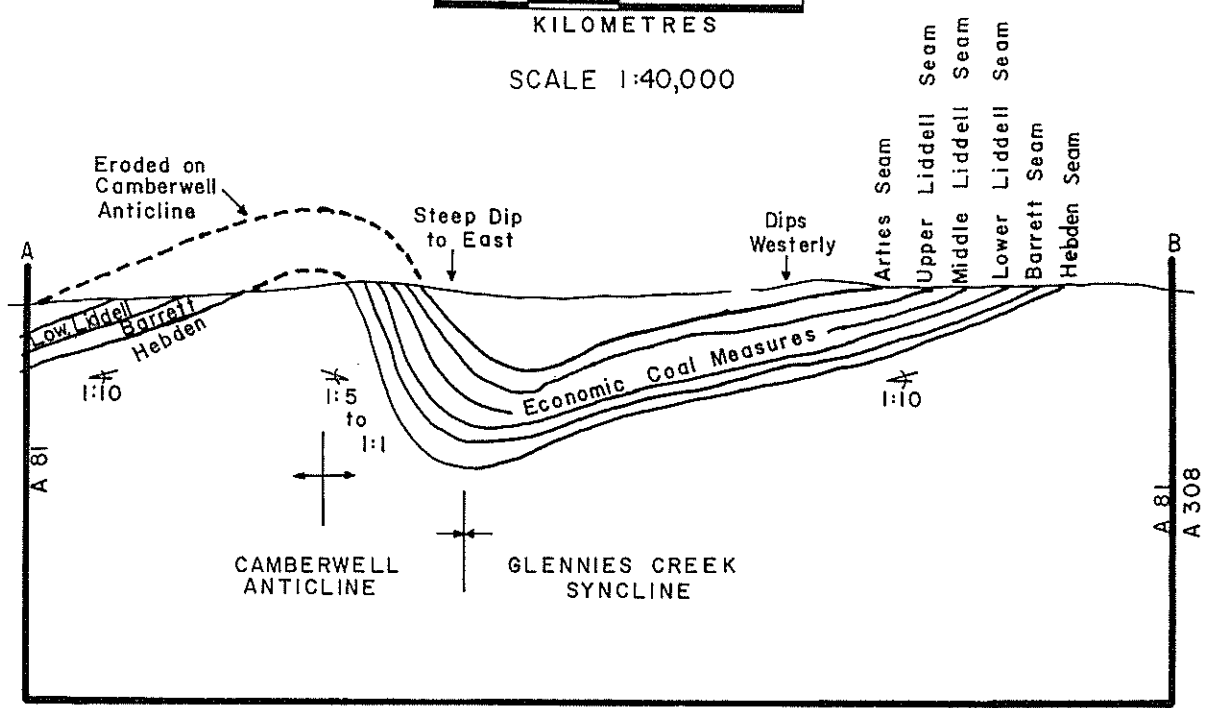 KILOMETRES
SCALE 1:40,000
Eroded on
Camberwell
Anticline
Steep Dip
to East
Dips
Westerly
Arties Seam
Upper Liddell Seam
Middle Liddell Seam
Lower Liddell Seam
Barrett Seam
Hebden Seam
A
B
Low. Liddell
Barrett
Hebden
Economic Coal Measures
1:10
1:5
to
1:1
1:10
A 81
A 81
A 308
CAMBERWELL
ANTICLINE
GLENNIES CREEK
SYNCLINE